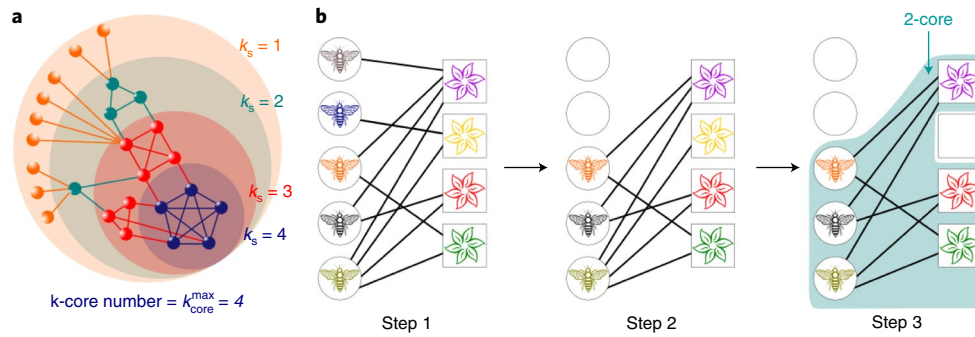 a
k_s = 1
k_s = 2
k_s = 3
k_s = 4
k-core number = k_core^max = 4
b
2-core
Step 1
Step 2
Step 3